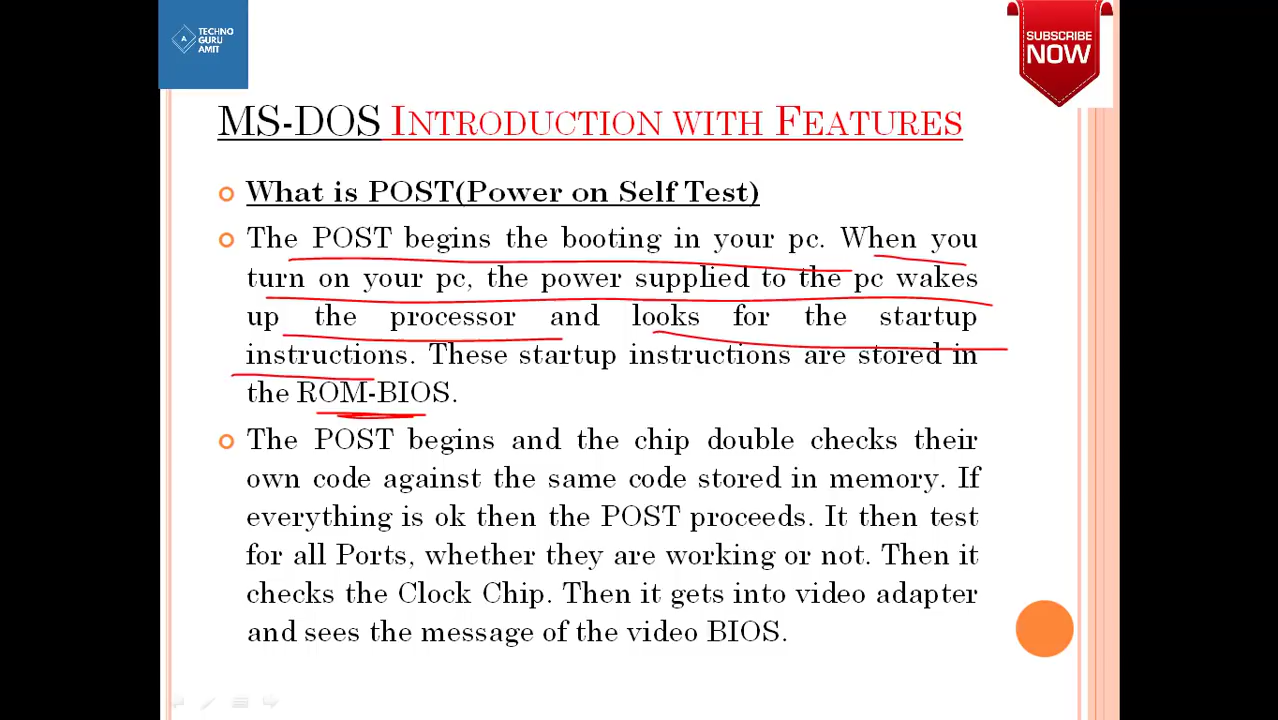 TECHNO
GURU
AMIT
SUBSCRIBE
NOW
MS-DOS INTRODUCTION WITH FEATURES
What is POST(Power on Self Test)
The POST begins the booting in your pc. When you
turn on your pc, the power supplied to the pc wakes
up the processor and looks for the startup
instructions. These startup instructions are stored in
the ROM-BIOS.
The POST begins and the chip double checks their
own code against the same code stored in memory. If
everything is ok then the POST proceeds. It then test
for all Ports, whether they are working or not. Then it
checks the Clock Chip. Then it gets into video adapter
and sees the message of the video BIOS.